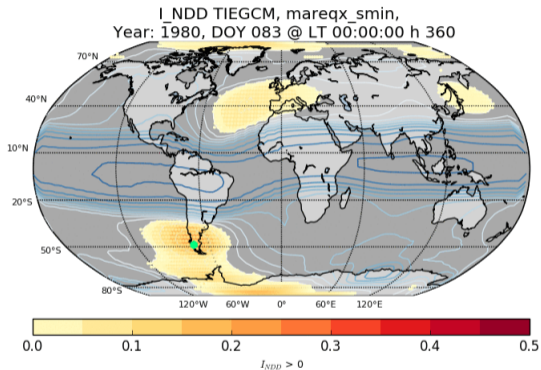 I_NDD TIEGCM, mareqx_smin,
Year: 1980, DOY 083 @ LT 00:00:00 h 360
70°N
40°N
10°N
20°S
50°S
80°S
120°W 60°W 0° 60°E 120°E
0.0 0.1 0.2 0.3 0.4 0.5
I_NDD > 0